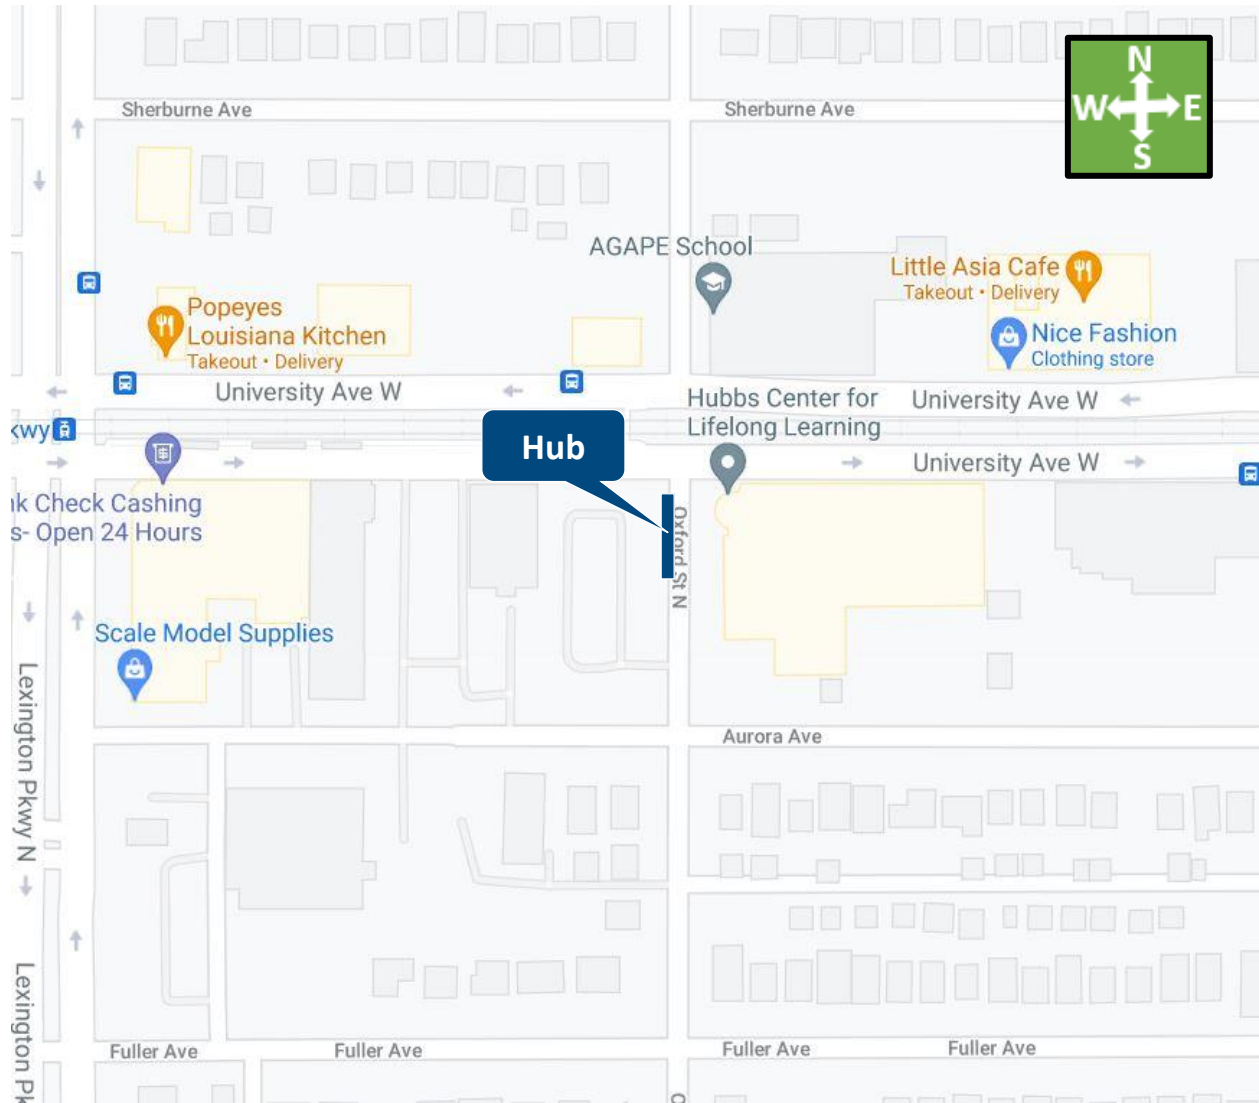 Sherburne Ave
Sherburne Ave
N
W E
S
AGAPE School
Little Asia Cafe
Takeout • Delivery
Popeyes
Louisiana Kitchen
Takeout • Delivery
Nice Fashion
Clothing store
University Ave W
Hubbs Center for
Lifelong Learning
University Ave W
kwy
Hub
University Ave W
nk Check Cashing
s- Open 24 Hours
Oxford St N
Scale Model Supplies
Lexington Pkwy N
Aurora Ave
Lexington Pk
Fuller Ave
Fuller Ave
Fuller Ave
Fuller Ave